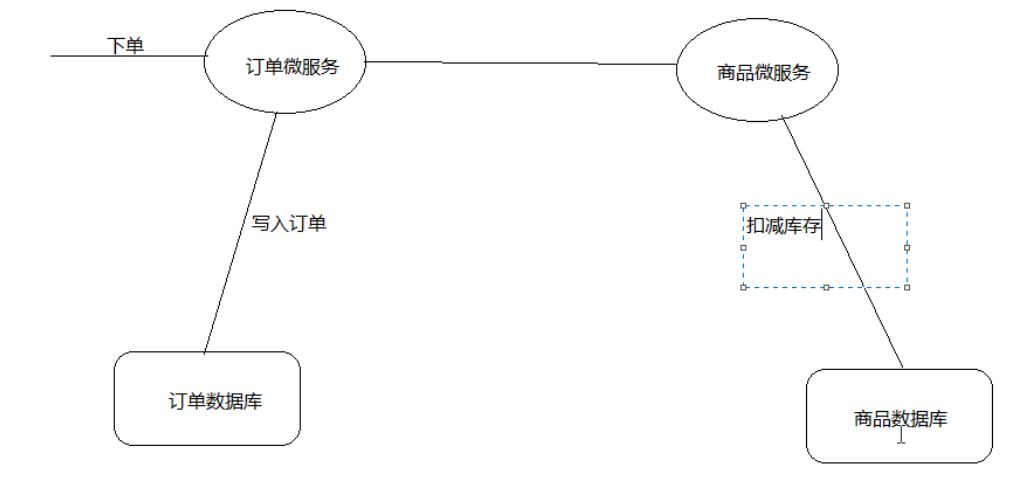 下单
订单微服务
商品微服务
写入订单
扣减库存
订单数据库
商品数据库